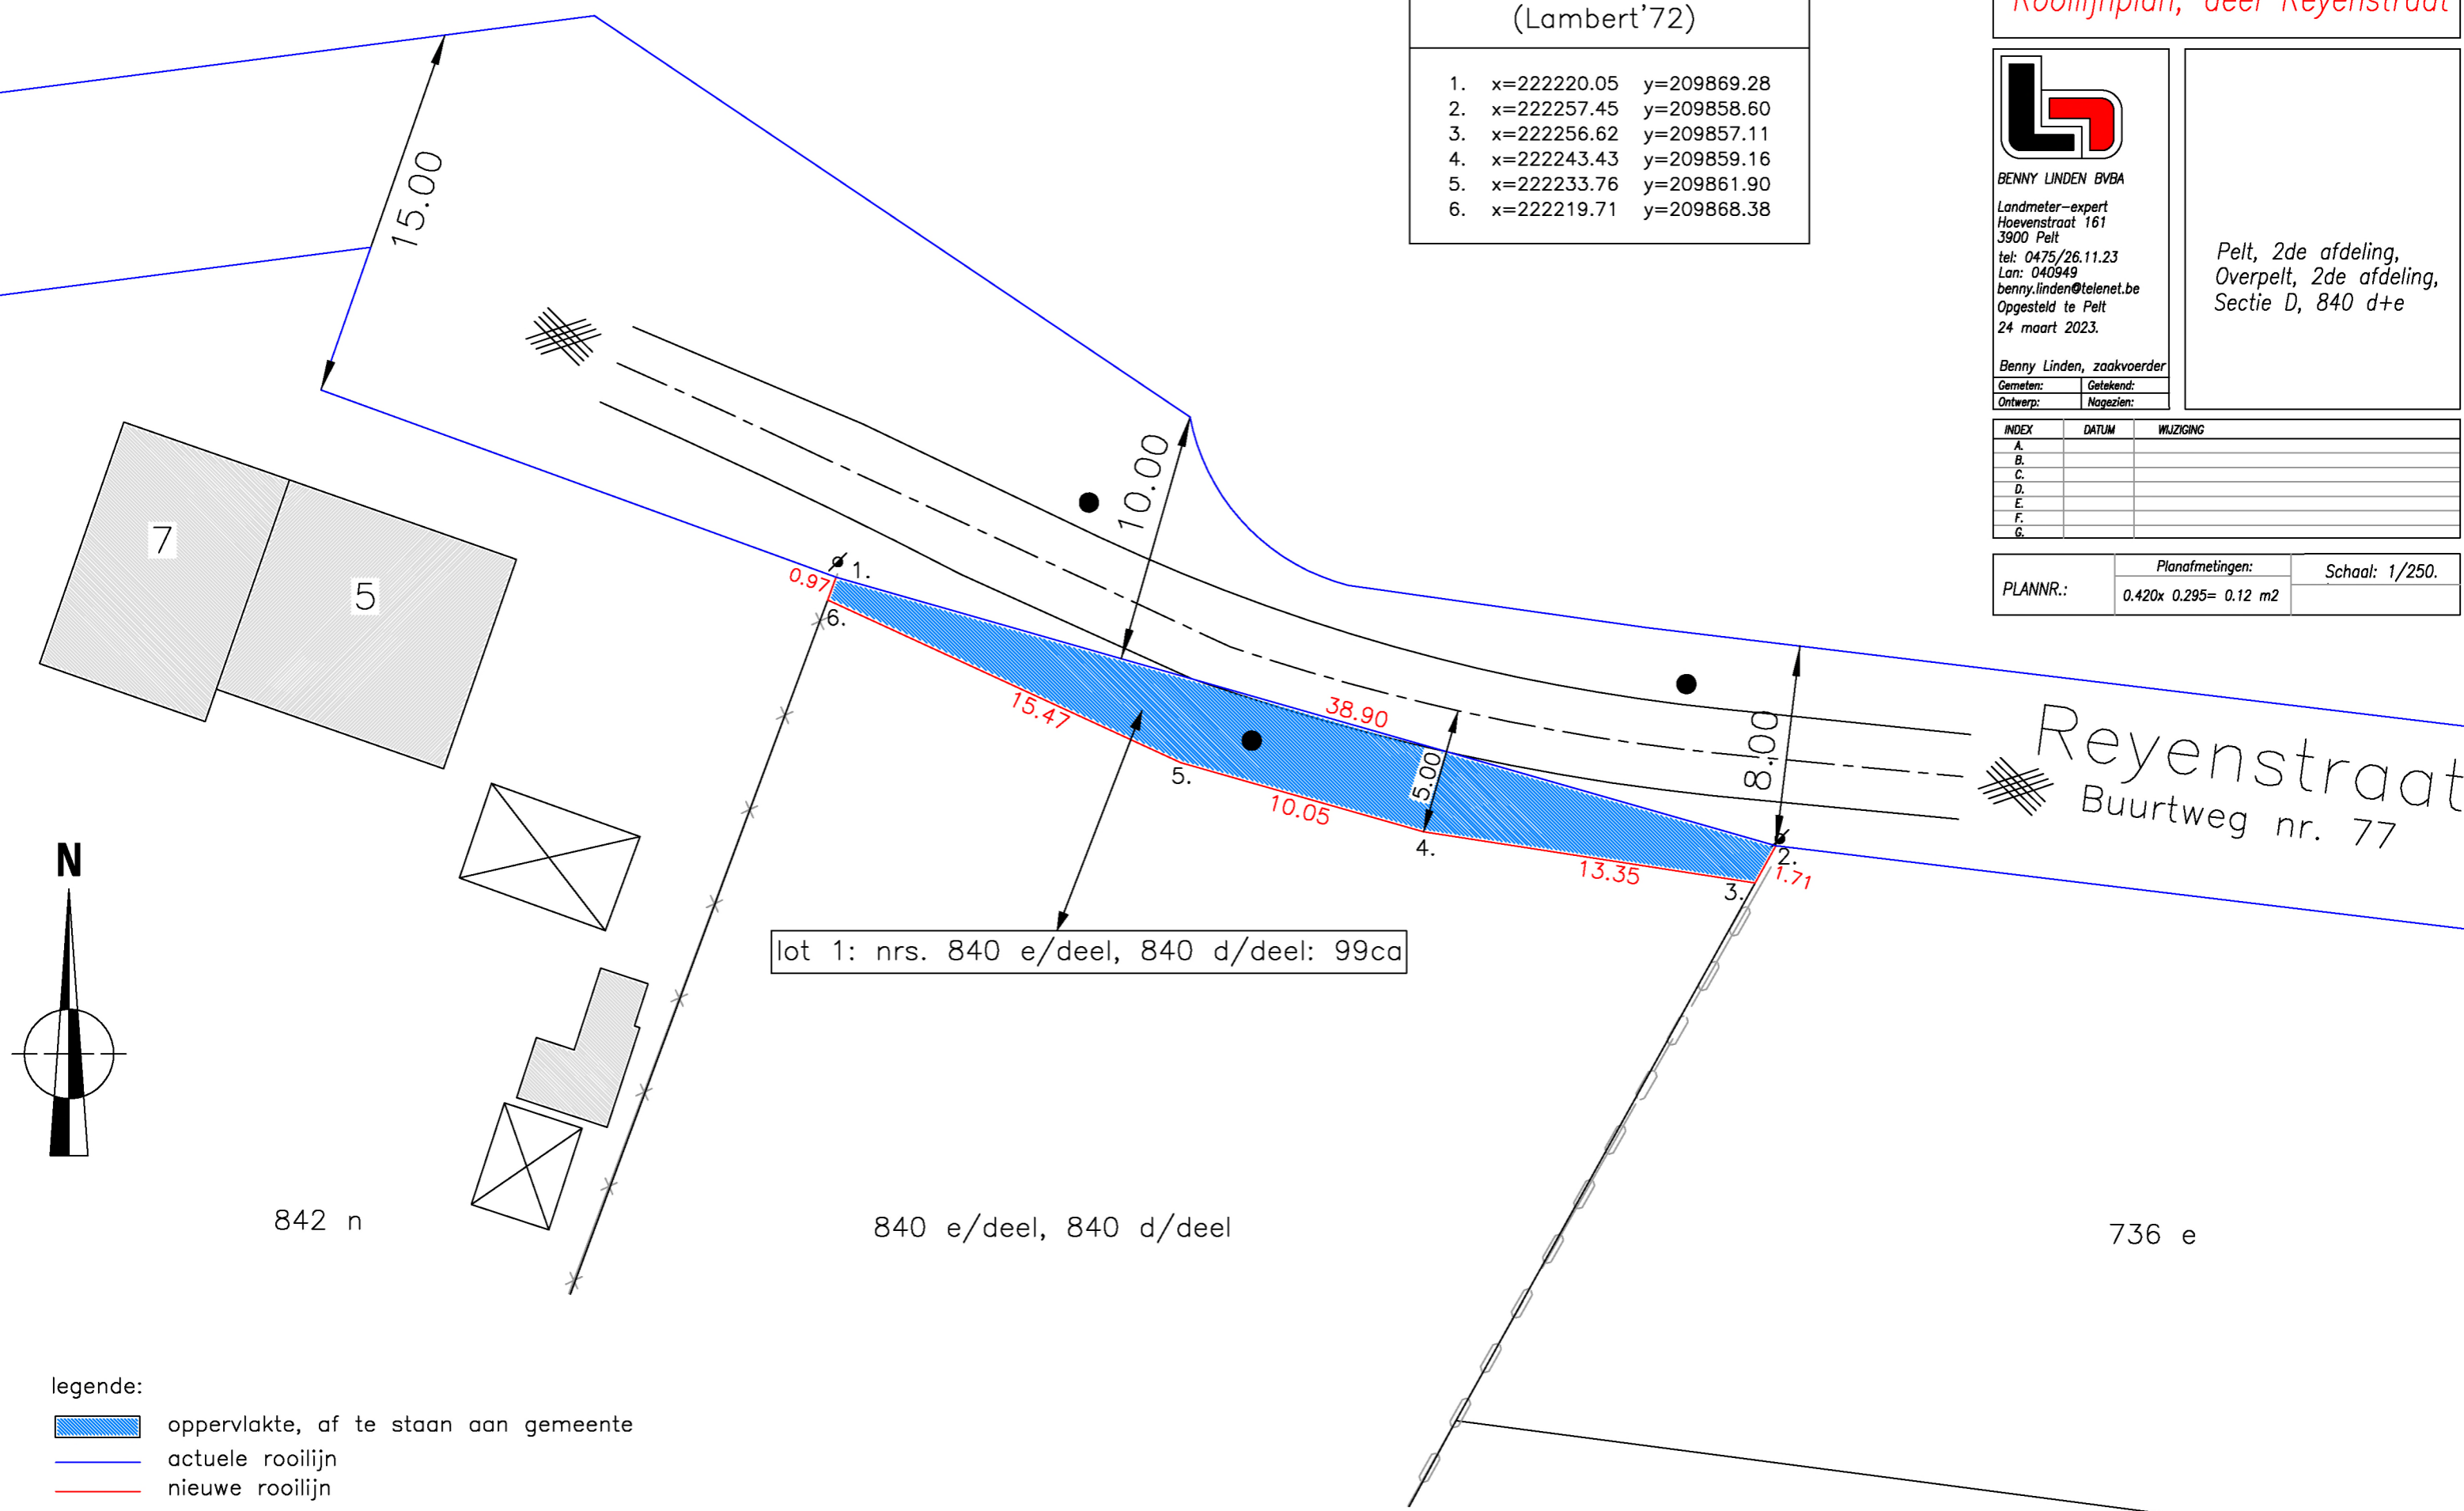 (Lambert'72)
1. x=222220.05 y=209869.28
2. x=222257.45 y=209858.60
3. x=222256.62 y=209857.11
4. x=222243.43 y=209859.16
5. x=222233.76 y=209861.90
6. x=222219.71 y=209868.38
Rooilijnplan, deel Reyenstraat
BENNY LINDEN BVBA
Landmeter-expert
Hoevenstraat 161
3900 Pelt
tel: 0475/26.11.23
Lan: 040949
benny.linden@telenet.be
Opgesteld te Pelt
24 maart 2023.
Benny Linden, zaakvoerder
Gemeten: Getekend:
Ontwerp: Nagezien:
Pelt, 2de afdeling,
Overpelt, 2de afdeling,
Sectie D, 840 d+e
INDEX DATUM WIJZIGING
A.
B.
C.
D.
E.
F.
G.
PLANNR.:
Planafmetingen:
0.420x 0.295= 0.12 m2
Schaal: 1/250.
15.00
10.00
7
5
0.97
1.
6.
15.47
38.90
5.
10.05
5.00
4.
13.35
8.00
2.
1.71
3.
Reyenstraat
Buurtweg nr. 77
N
lot 1: nrs. 840 e/deel, 840 d/deel: 99ca
842 n
840 e/deel, 840 d/deel
736 e
legende:
oppervlakte, af te staan aan gemeente
actuele rooilijn
nieuwe rooilijn